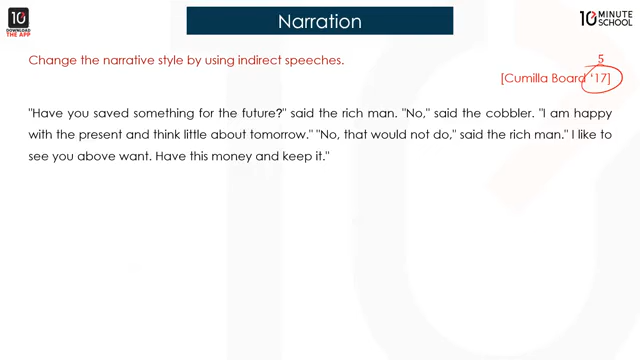 10
DOWNLOAD
THE APP
Narration
10 MINUTE
SCHOOL
Change the narrative style by using indirect speeches.
5
[Cumilla Board '17]
"Have you saved something for the future?" said the rich man. "No," said the cobbler. "I am happy
with the present and think little about tomorrow." "No, that would not do," said the rich man." I like to
see you above want. Have this money and keep it."